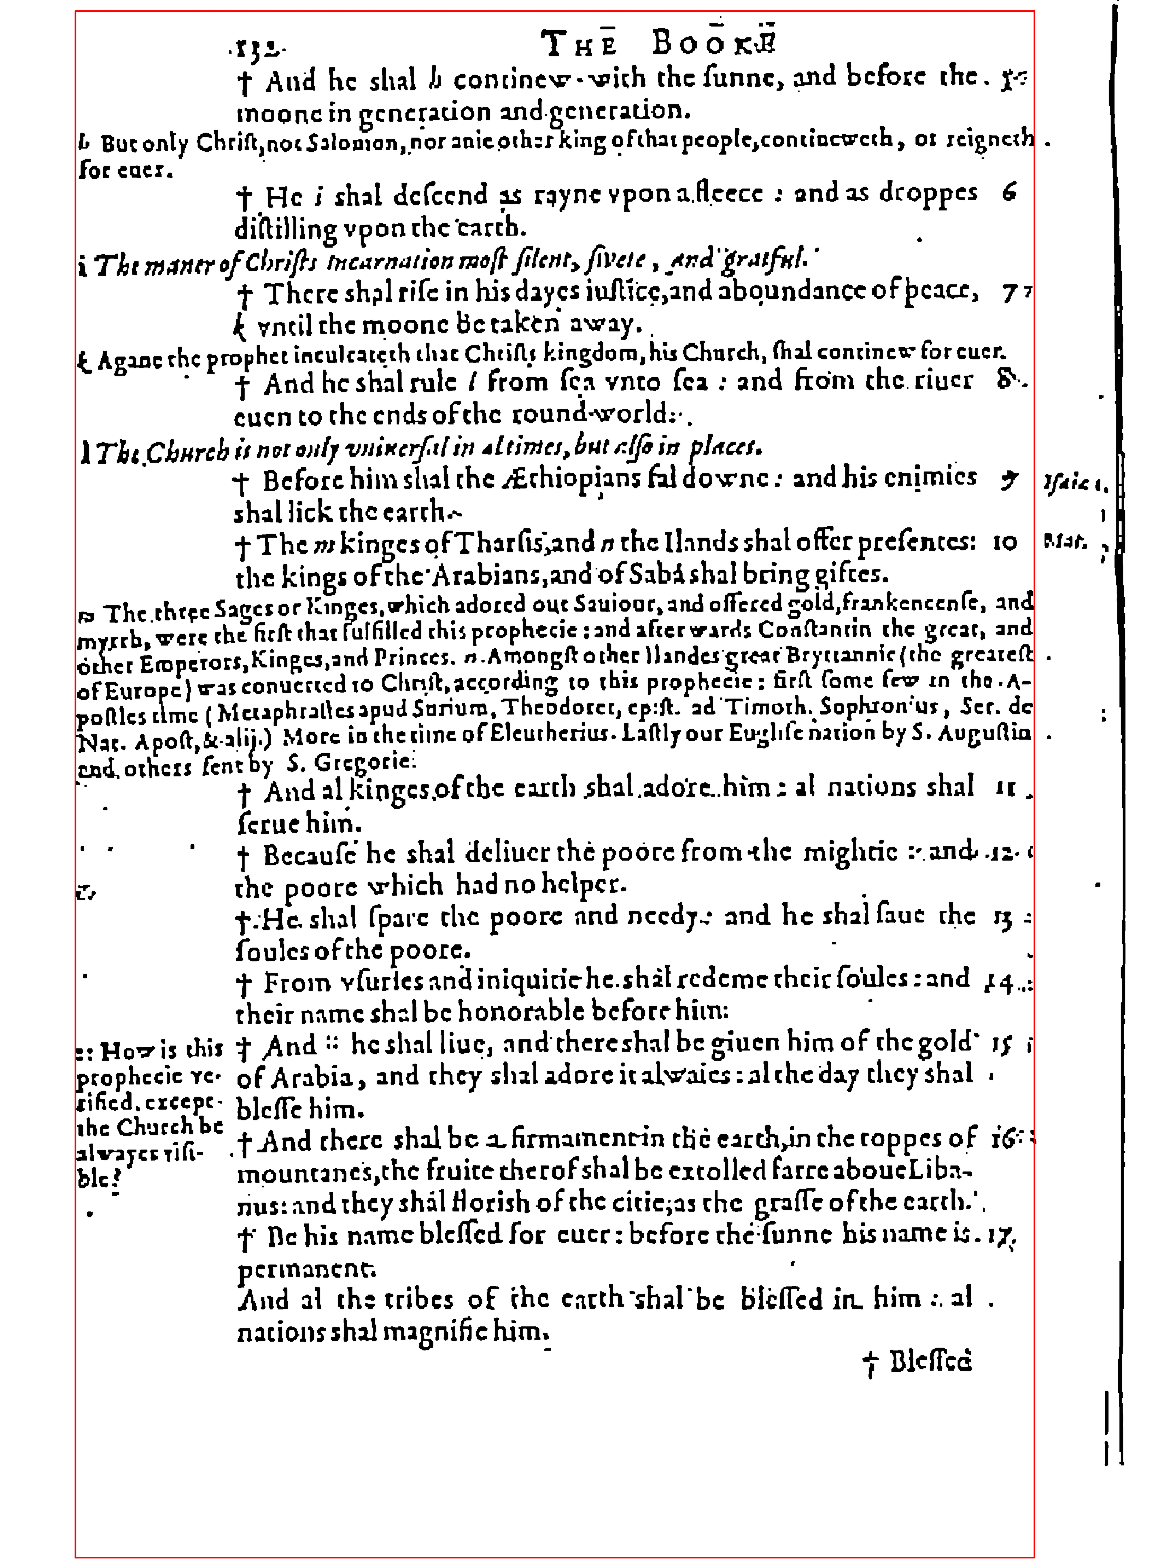 132 THE BOOKE
† And he shal h continew with the ſunne, and before the 5
moone in generation and generation.
h But only Chriſt, not Salomon, nor anie other king of that people, contineweth, or reigneth
for euer.
† He i shal deſcend as rayne vpon a fleece : and as droppes 6
diſtilling vpon the earth.
i The maner of Chriſts Incarnation moſt ſilent, ſwete, and grateful.
† There shal riſe in his dayes iuſtice, and aboundance of peace, 7
k vntil the moone be taken away.
k Agane the prophet inculcateth that Chriſts kingdom, his Church, ſhal continew for euer.
† And he shal rule l from ſea vnto ſea : and from the riuer 8
euen to the ends of the round world.
l The Church is not only vniuerſal in al times, but alſo in places.
† Before him shal the Æthiopians fal downe : and his enimies 9 Iſaie
shal lick the earth.
† The m kinges of Tharſis, and n the Ilands shal offer preſentes: 10 Mat.
the kings of the Arabians, and of Sabá shal bring giftes.
m The three Sages or Kinges, which adored our Sauiour, and offered gold, frankencenſe, and
myrrh, were the firſt that fulfilled this prophecie : and afterwards Conſtantin the great, and
other Emperors, Kinges, and Princes. n Amongſt other Ilandes great Bryttannie (the greateſt
of Europe) was conuerted to Chriſt, according to this prophecie : firſt ſome few in the A-
poſtles time (Metaphraſtes apud Surium, Theodoret, epiſt. ad Timoth. Sophronius, Ser. de
Nat. Apoſt, & alij.) More in the time of Eleutherius. Laſtly our Engliſe nation by S. Auguſtin
and others ſent by S. Gregorie.
† And al kinges of the earth shal adore him : al nations shal 11
ſerue him.
† Becauſe he shal deliuer the poore from the mightie : and 12
the poore which had no helper.
† He shal ſpare the poore and needy : and he shal ſaue the 13
ſoules of the poore.
† From vſuries and iniquitie he shal redeme their ſoules : and 14
their name shal be honorable before him:
:: How is this † And :: he shal liue, and there shal be giuen him of the gold 15
prophecie ve- of Arabia, and they shal adore it alwaies : al the day they shal
rified, except bleſſe him.
the Church be
alwayes viſi- † And there shal be a firmament in the earth, in the toppes of 16
ble? mountanes, the fruite therof shal be extolled farre aboue Liba-
nus : and they shal florish of the citie, as the graſſe of the earth.
† Be his name bleſſed for euer : before the ſunne his name is 17
permanent.
And al the tribes of the earth shal be bleſſed in him : al
nations shal magnifie him.
† Bleſſed